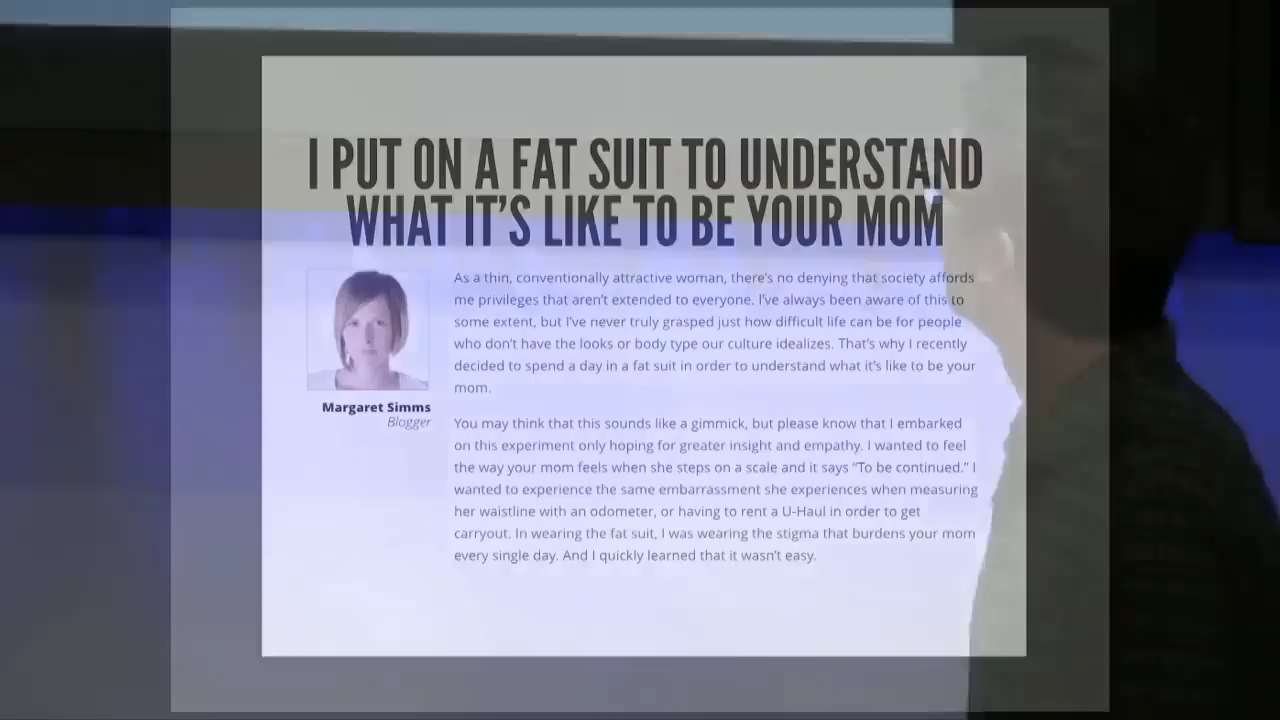 I PUT ON A FAT SUIT TO UNDERSTAND
WHAT IT'S LIKE TO BE YOUR MOM
As a thin, conventionally attractive woman, there's no denying that society affords
me privileges that aren't extended to everyone. I've always been aware of this to
some extent, but I've never truly grasped just how difficult life can be for people
who don't have the looks or body type our culture idealizes. That's why I recently
decided to spend a day in a fat suit in order to understand what it's like to be your
mom.
Margaret Simms
Blogger
You may think that this sounds like a gimmick, but please know that I embarked
on this experiment only hoping for greater insight and empathy. I wanted to feel
the way your mom feels when she steps on a scale and it says “To be continued.” I
wanted to experience the same embarrassment she experiences when measuring
her waistline with an odometer, or having to rent a U-Haul in order to get
carryout. In wearing the fat suit, I was wearing the stigma that burdens your mom
every single day. And I quickly learned that it wasn't easy.